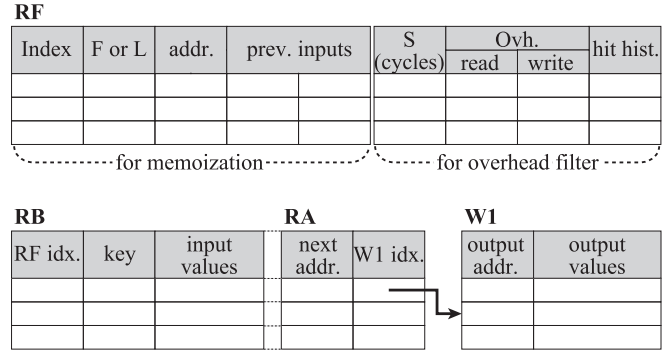 RF
Index F or L addr. prev. inputs S (cycles) Ovh. read write hit hist.
for memoization for overhead filter
RB RA W1
RF idx. key input values next addr. W1 idx. output addr. output values